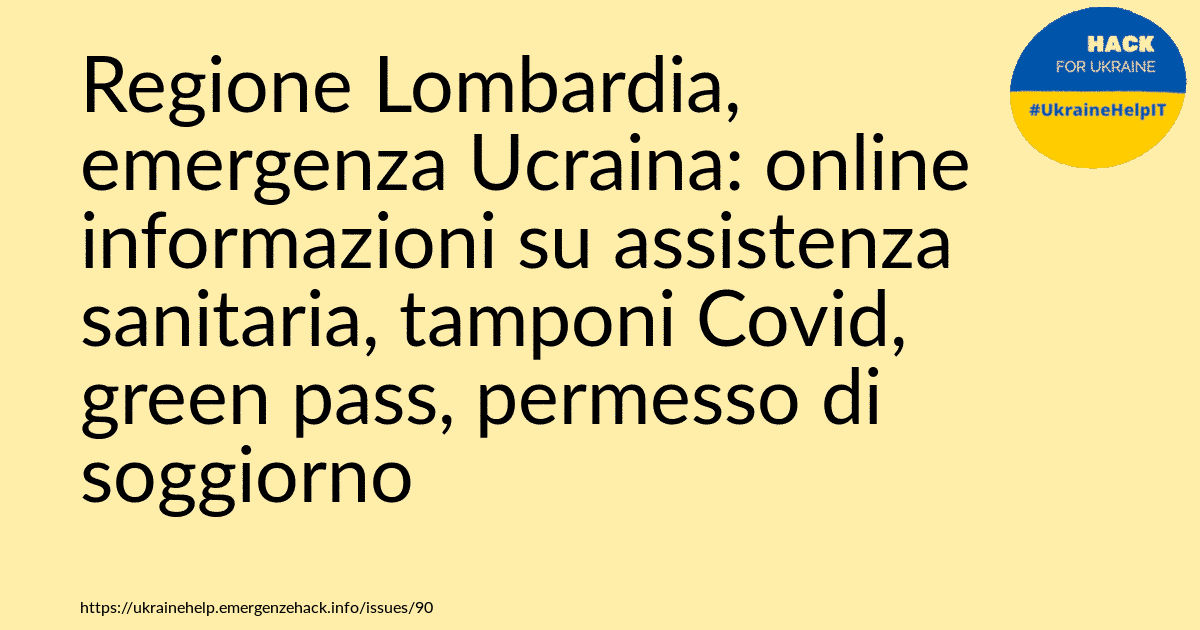 Regione Lombardia,
emergenza Ucraina: online
informazioni su assistenza
sanitaria, tamponi Covid,
green pass, permesso di
soggiorno
HACK
FOR UKRAINE
#UkraineHelpIT
https://ukrainehelp.emergenzehack.info/issues/90